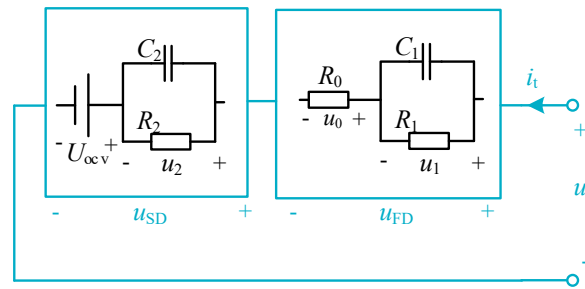 C₂
C₁
R₀
iₜ
R₂
R₁
- u₀ +
- Uocv +
- u₂ +
- u₁ +
+
u
- uSD +
- uFD +
-